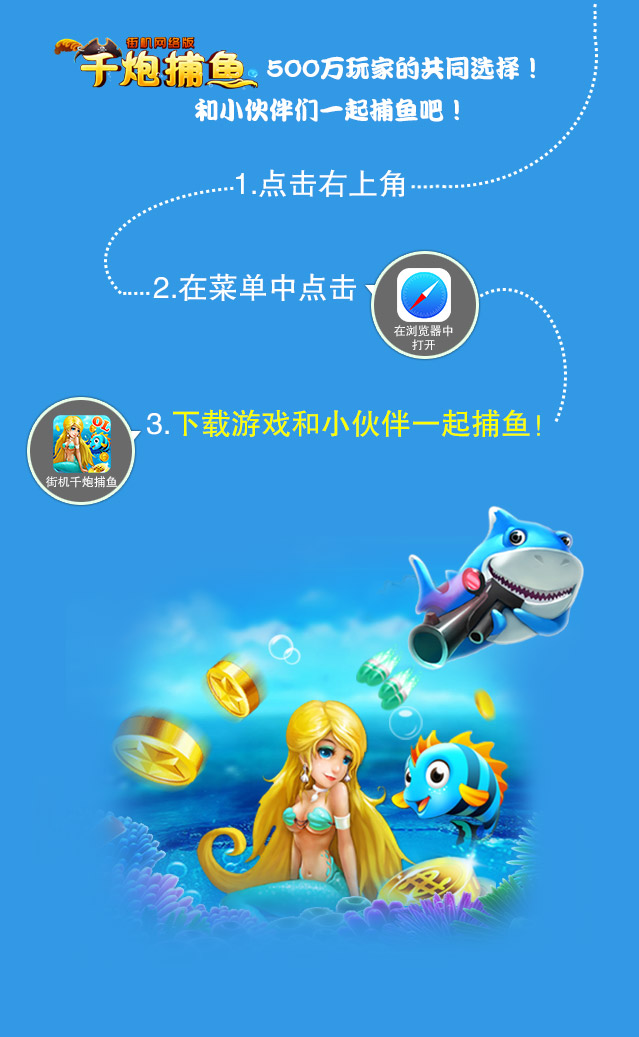 街机网络版
千炮捕鱼
500万玩家的共同选择！
和小伙伴们一起捕鱼吧！
1.点击右上角
2.在菜单中点击
在浏览器中
打开
3.下载游戏和小伙伴一起捕鱼！
QL
街机千炮捕鱼